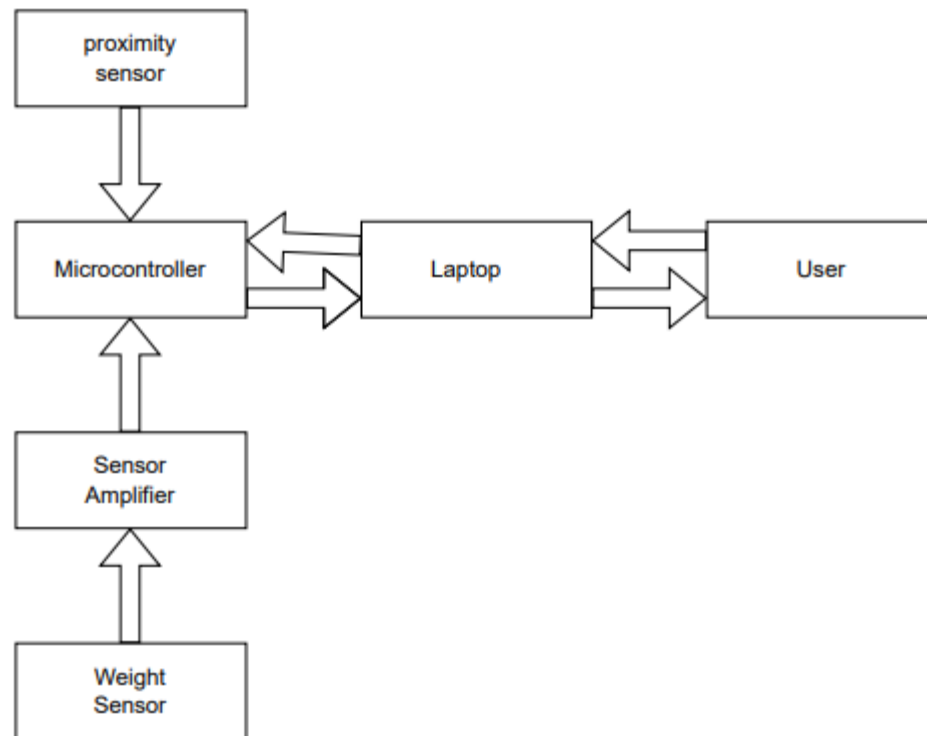 proximity
sensor
Microcontroller
Laptop
User
Sensor
Amplifier
Weight
Sensor